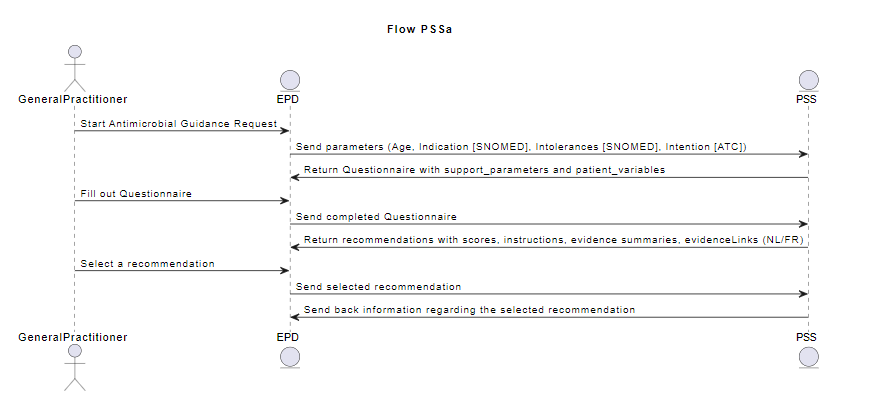 Flow PSSa
GeneralPractitioner
EPD
PSS
Start Antimicrobial Guidance Request
Send parameters (Age, Indication [SNOMED], Intolerances [SNOMED], Intention [ATC])
Return Questionnaire with support_parameters and patient_variables
Fill out Questionnaire
Send completed Questionnaire
Return recommendations with scores, instructions, evidence summaries, evidenceLinks (NL/FR)
Select a recommendation
Send selected recommendation
Send back information regarding the selected recommendation
GeneralPractitioner
EPD
PSS